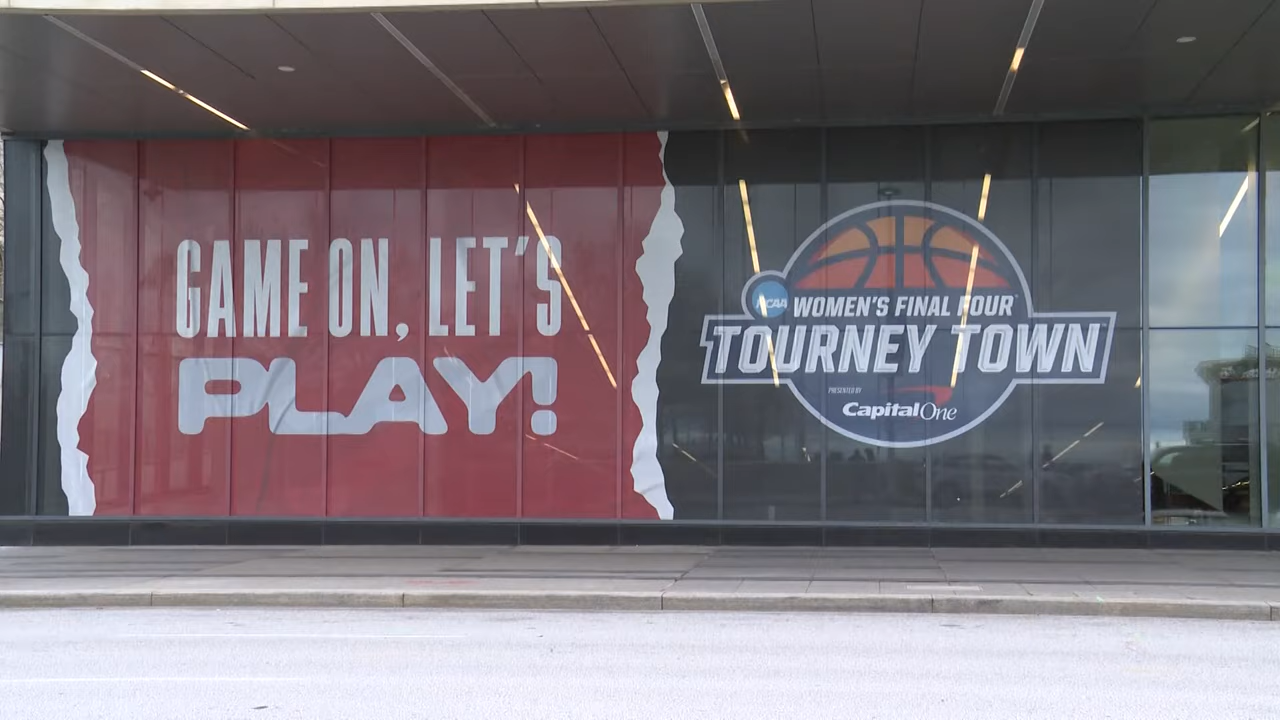 GAME ON, LET'S
PLAY!
NCAA
WOMEN'S FINAL FOUR
TOURNEY TOWN
PRESENTED BY
Capital One